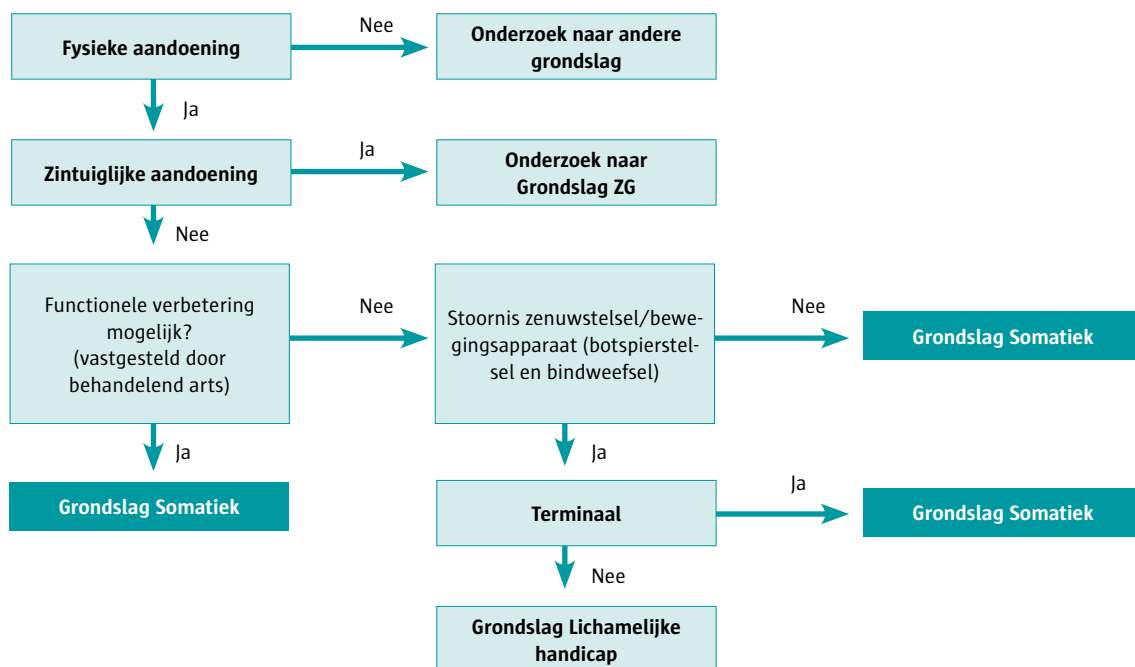 Fysieke aandoening
Nee
Onderzoek naar andere
grondslag
Ja
Zintuiglijke aandoening
Ja
Onderzoek naar
Grondslag ZG
Nee
Functionele verbetering
mogelijk?
(vastgesteld door
behandelend arts)
Nee
Stoornis zenuwstelsel/bewe-
gingsapparaat (botspierstel-
sel en bindweefsel)
Nee
Grondslag Somatiek
Ja
Grondslag Somatiek
Ja
Terminaal
Ja
Grondslag Somatiek
Nee
Grondslag Lichamelijke
handicap